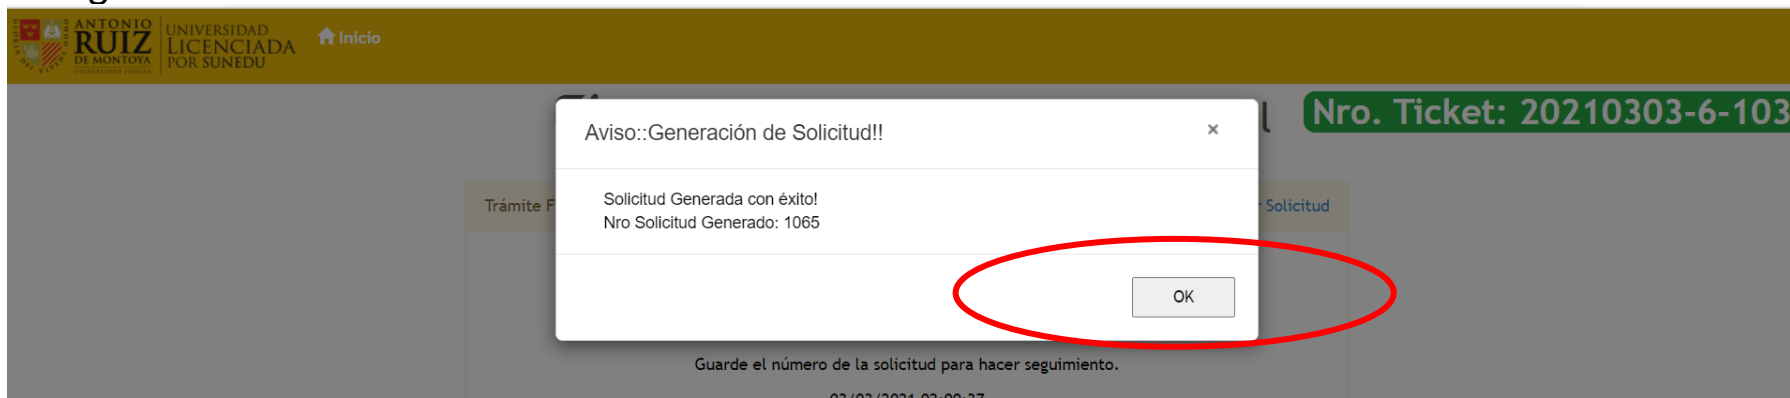 ANTONIO
RUIZ
DE MONTOYA
UNIVERSIDAD
LICENCIADA
POR SUNEDU
Inicio
Nro. Ticket: 20210303-6-103
Aviso::Generación de Solicitud!!
×
Trámite F
Solicitud
Solicitud Generada con éxito!
Nro Solicitud Generado: 1065
OK
Guarde el número de la solicitud para hacer seguimiento.